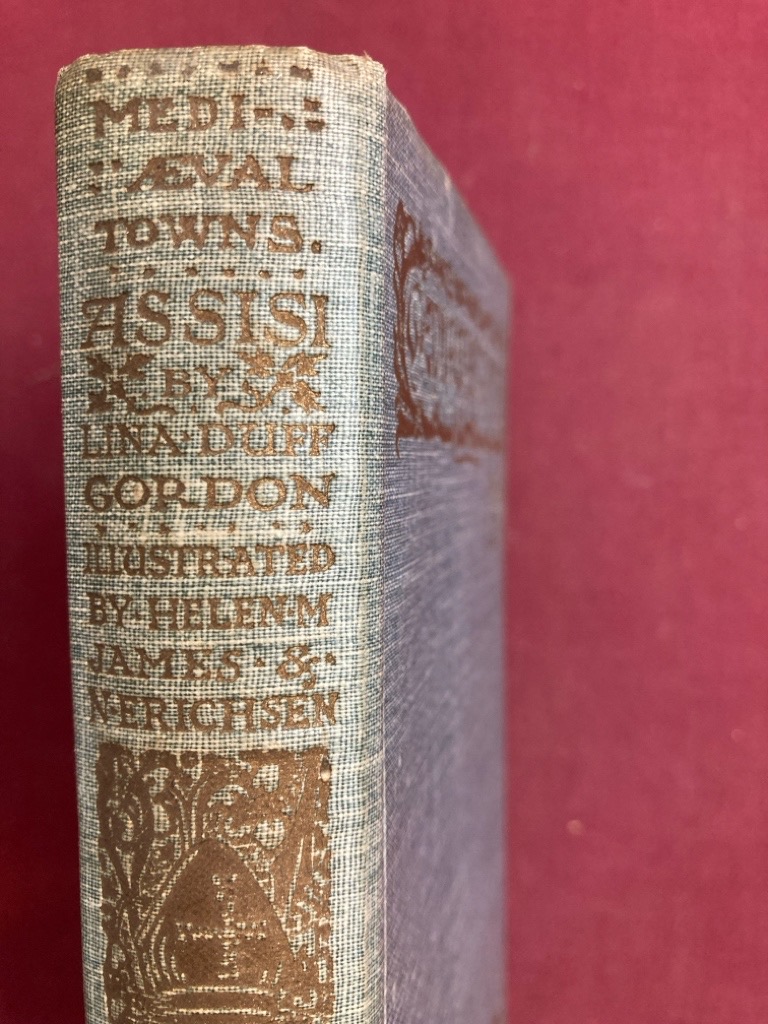 MEDI-
ÆVAL
TOWNS.
ASSISI
BY
LINA·DUFF
GORDON
ILLUSTRATED
BY·HELEN·M
JAMES·&·
N·ERICHSEN